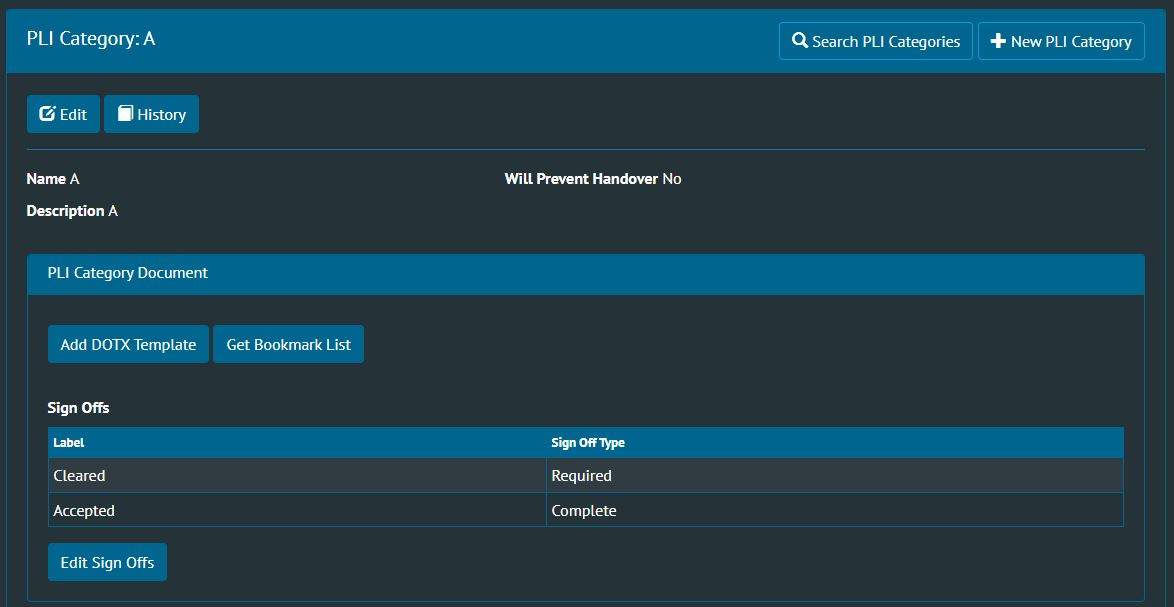 PLI Category: A
Search PLI Categories
New PLI Category
Edit
History
Name A
Will Prevent Handover No
Description A
PLI Category Document
Add DOTX Template
Get Bookmark List
Sign Offs
Label
Sign Off Type
Cleared
Required
Accepted
Complete
Edit Sign Offs